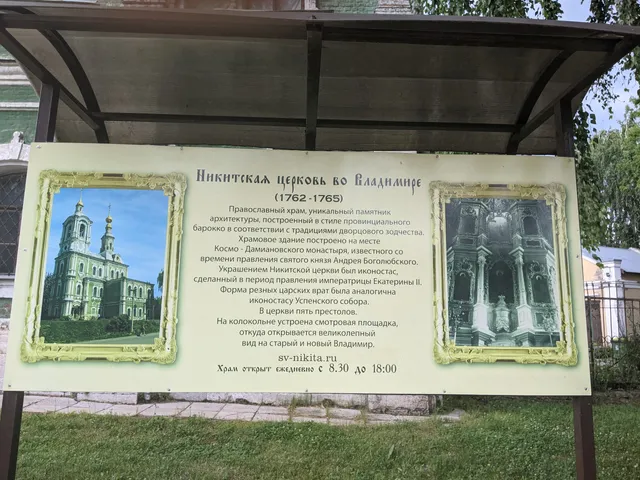 Никитская церковь во Владимире
(1762 -1765)
Православный храм, уникальный памятник
архитектуры, построенный в стиле провинциального
барокко в соответствии с традициями дворцового зодчества.
Храмовое здание построено на месте
Космо - Дамиановского монастыря, известного со
времени правления святого князя Андрея Боголюбского.
Украшением Никитской церкви был иконостас,
сделанный в период правления императрицы Екатерины II.
Форма резных царских врат была аналогична
иконостасу Успенского собора.
В церкви пять престолов.
На колокольне устроена смотровая площадка,
откуда открывается великолепный
вид на старый и новый Владимир.
sv-nikita.ru
Храм открыт ежедневно с 8.30 до 18:00